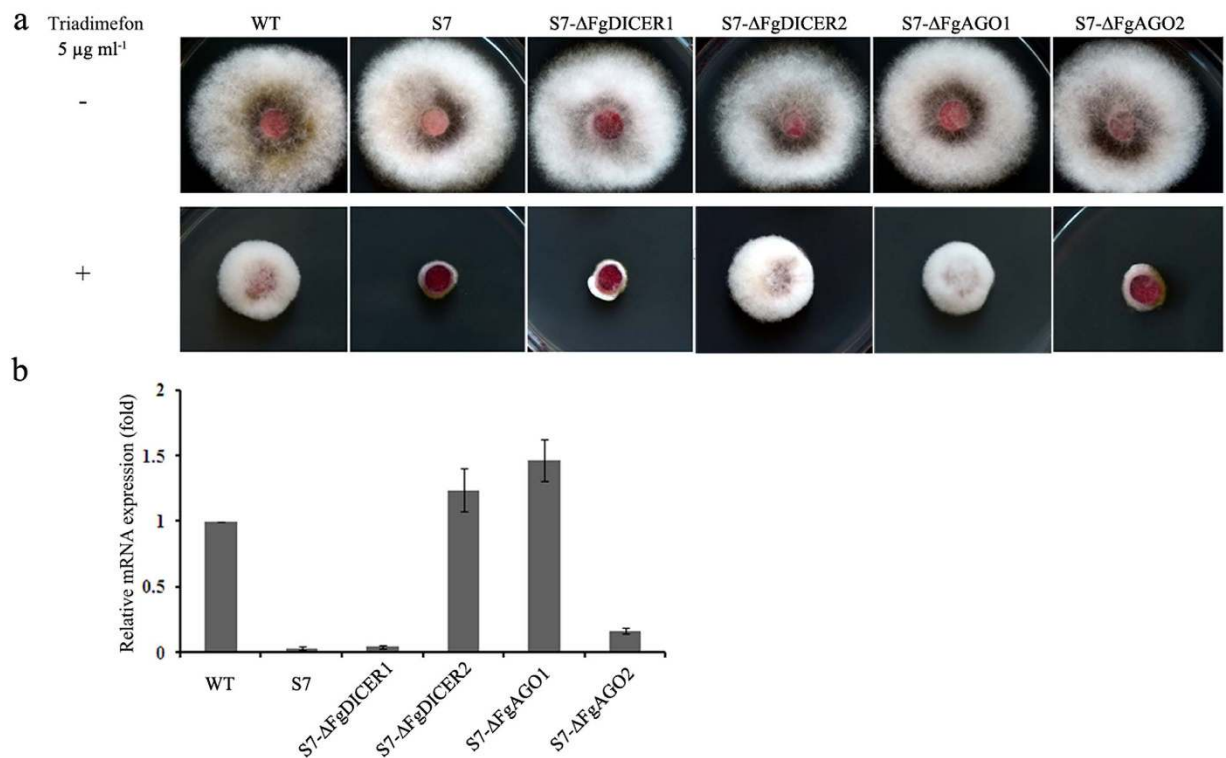 a
Triadimefon
5 µg ml-1
WT S7 S7-ΔFgDICER1 S7-ΔFgDICER2 S7-ΔFgAGO1 S7-ΔFgAGO2
-
+
b
Relative mRNA expression (fold)
2
1.5
1
0.5
0
WT S7 S7-ΔFgDICER1 S7-ΔFgDICER2 S7-ΔFgAGO1 S7-ΔFgAGO2